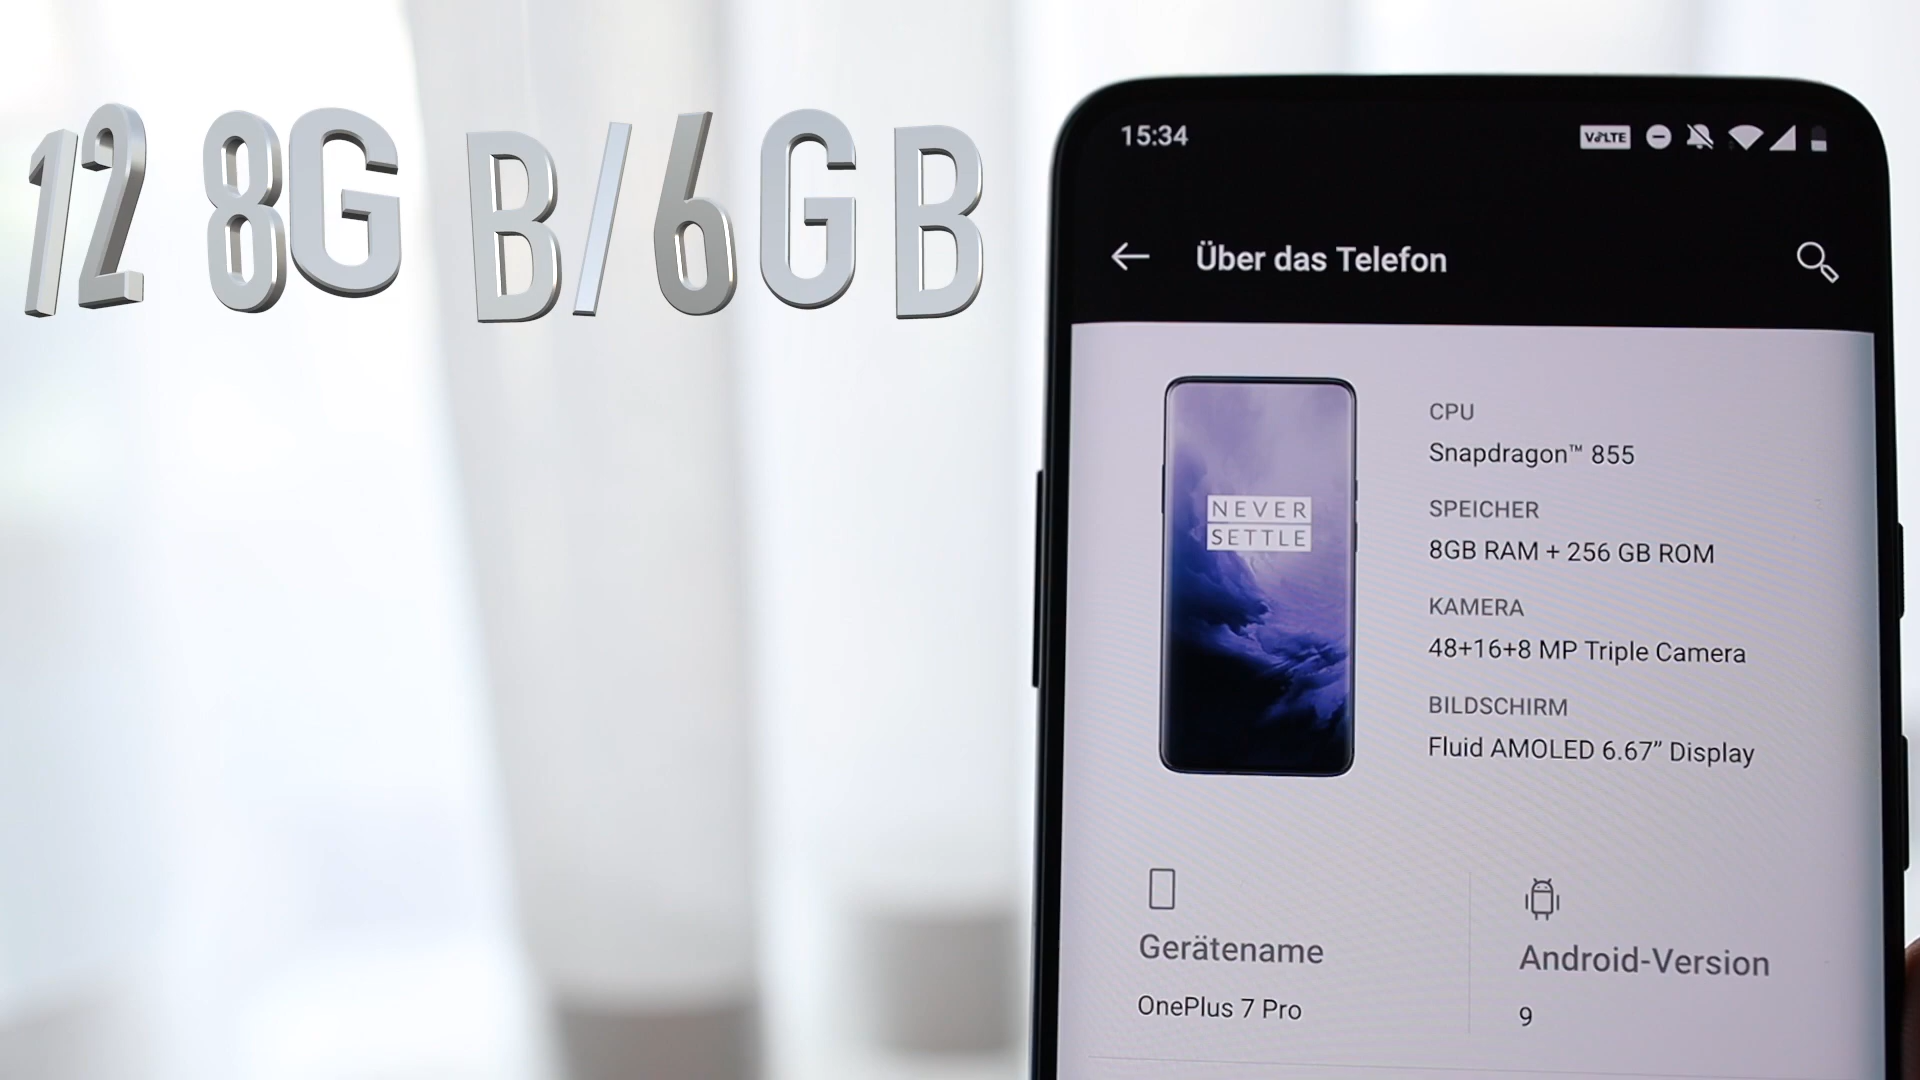 128GB/6GB
15:34
VoLTE
Über das Telefon
NEVER
SETTLE
CPU
Snapdragon™ 855
SPEICHER
8GB RAM + 256 GB ROM
KAMERA
48+16+8 MP Triple Camera
BILDSCHIRM
Fluid AMOLED 6.67” Display
Gerätename
OnePlus 7 Pro
Android-Version
9